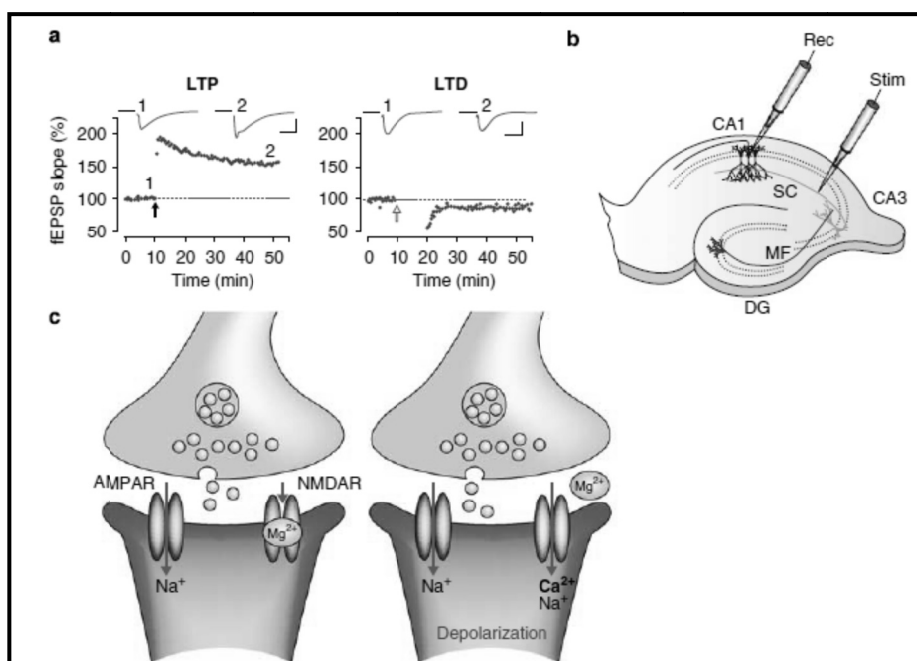 a
LTP
1
2
200
150
100
50
1
2
0 10 20 30 40 50
Time (min)
fEPSP slope (%)
LTD
1
2
200
150
100
50
0 10 20 30 40 50
Time (min)
b
Rec
Stim
CA1
SC
CA3
MF
DG
c
AMPAR
NMDAR
Mg2+
Na+
Mg2+
Na+
Ca2+
Na+
Depolarization